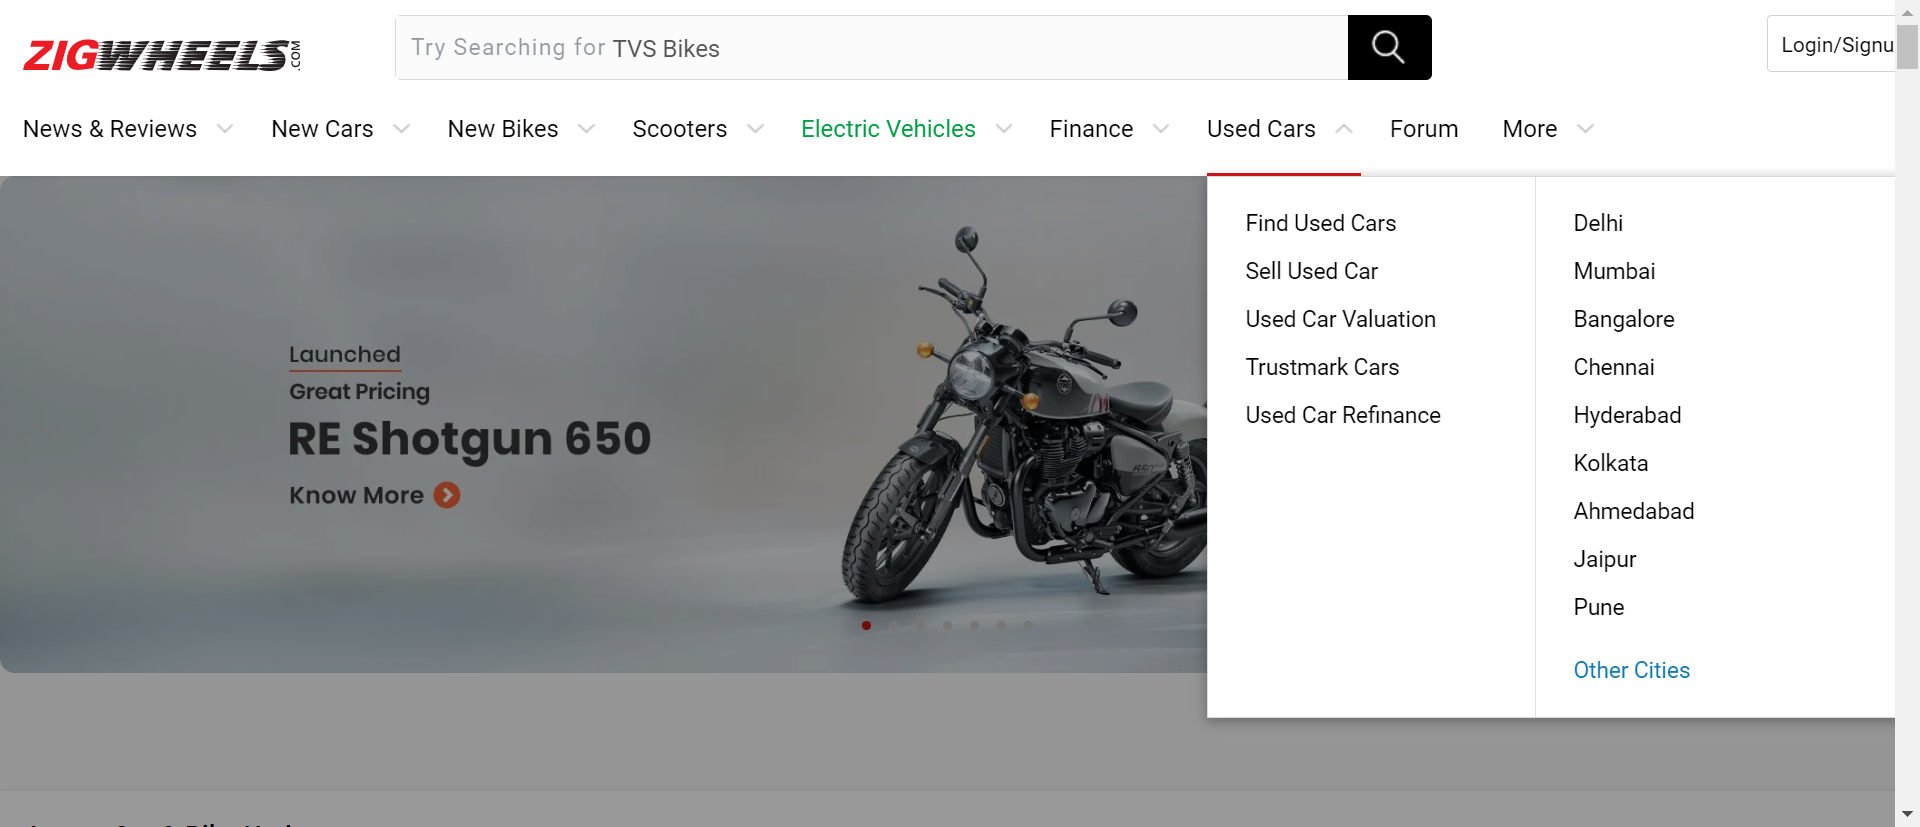 ZIGWHEELS.COM
Try Searching for TVS Bikes
Login/Signu
News & Reviews New Cars New Bikes Scooters Electric Vehicles Finance Used Cars Forum More
Launched
Great Pricing
RE Shotgun 650
Know More
Find Used Cars
Sell Used Car
Used Car Valuation
Trustmark Cars
Used Car Refinance
Delhi
Mumbai
Bangalore
Chennai
Hyderabad
Kolkata
Ahmedabad
Jaipur
Pune
Other Cities